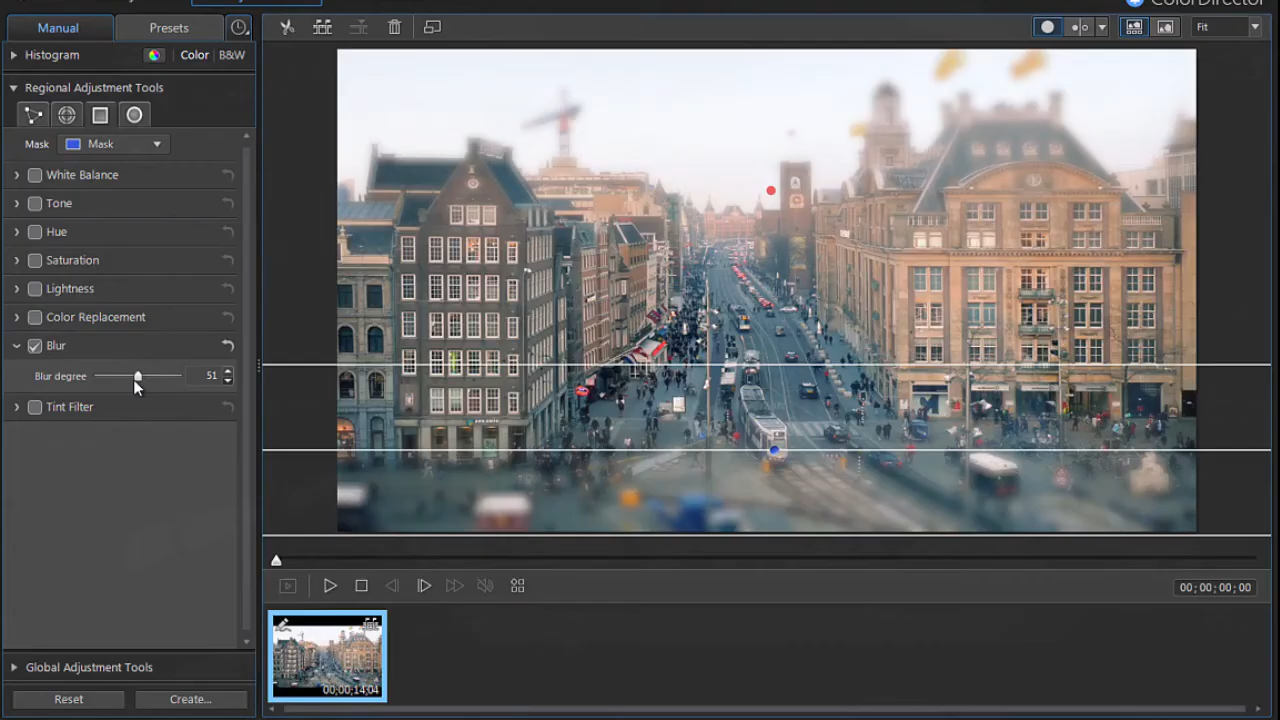 ColorDirector
Manual
Presets
Fit
Histogram
Color
B&W
Regional Adjustment Tools
Mask
Mask
White Balance
Tone
Hue
Saturation
Lightness
Color Replacement
Blur
Blur degree
51
Tint Filter
00;00;00;00
00;00;14;04
Global Adjustment Tools
Reset
Create...